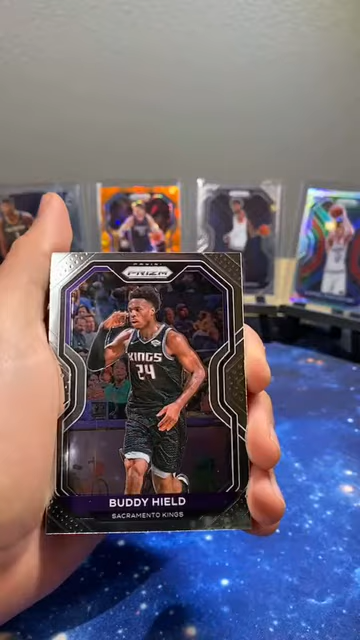 PANINI
PRIZM
KINGS
24
BUDDY HIELD
SACRAMENTO KINGS